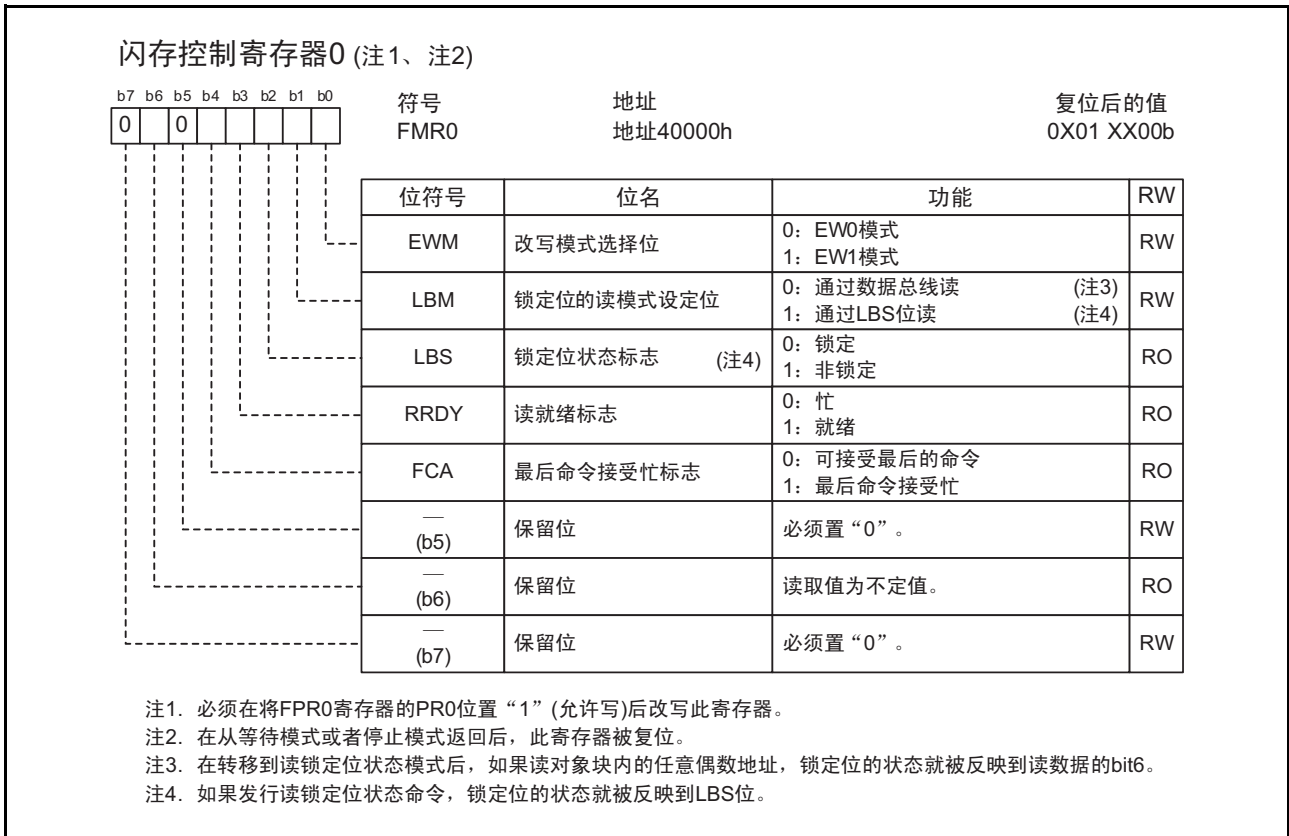 闪存控制寄存器0 (注1、注2)
b7 b6 b5 b4 b3 b2 b1 b0
0 0
符号 地址 复位后的值
FMR0 地址40000h 0X01 XX00b
位符号 位名 功能 RW
EWM 改写模式选择位 0：EW0模式 RW
1：EW1模式
LBM 锁定位的读模式设定位 0：通过数据总线读 (注3) RW
1：通过LBS位读 (注4)
LBS 锁定位状态标志 (注4) 0：锁定 RO
1：非锁定
RRDY 读就绪标志 0：忙 RO
1：就绪
FCA 最后命令接受忙标志 0：可接受最后的命令 RO
1：最后命令接受忙
—
(b5) 保留位 必须置“0”。 RW
—
(b6) 保留位 读取值为不定值。 RO
—
(b7) 保留位 必须置“0”。 RW
注1. 必须在将FPR0寄存器的PR0位置“1”(允许写)后改写此寄存器。
注2. 在从等待模式或者停止模式返回后，此寄存器被复位。
注3. 在转移到读锁定位状态模式后，如果读对象块内的任意偶数地址，锁定位的状态就被反映到读数据的bit6。
注4. 如果发行读锁定位状态命令，锁定位的状态就被反映到LBS位。